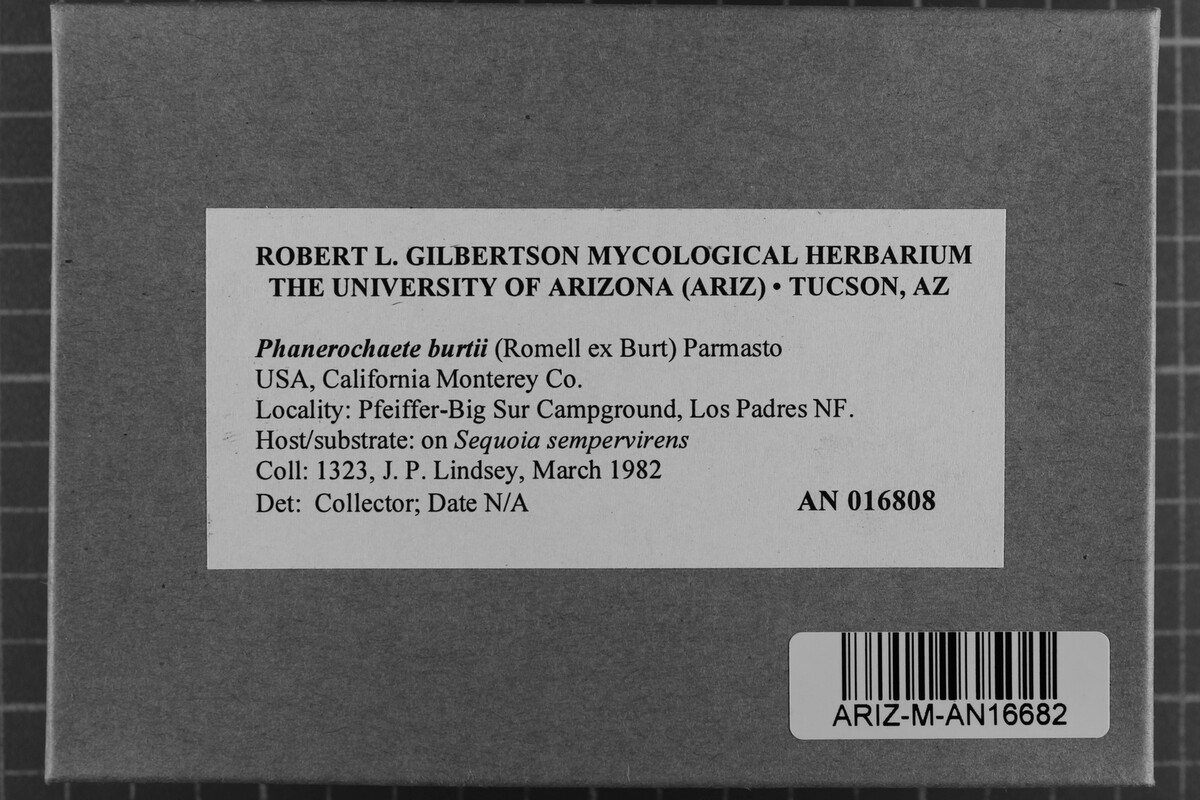 ROBERT L. GILBERTSON MYCOLOGICAL HERBARIUM
THE UNIVERSITY OF ARIZONA (ARIZ) • TUCSON, AZ
Phanerochaete burtii (Romell ex Burt) Parmasto
USA, California Monterey Co.
Locality: Pfeiffer-Big Sur Campground, Los Padres NF.
Host/substrate: on Sequoia sempervirens
Coll: 1323, J. P. Lindsey, March 1982
Det: Collector; Date N/A AN 016808
ARIZ-M-AN16682